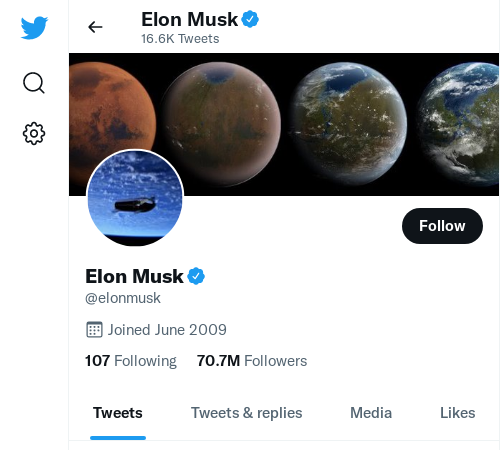 Elon Musk
16.6K Tweets
Follow
Elon Musk
@elonmusk
Joined June 2009
107 Following 70.7M Followers
Tweets Tweets & replies Media Likes